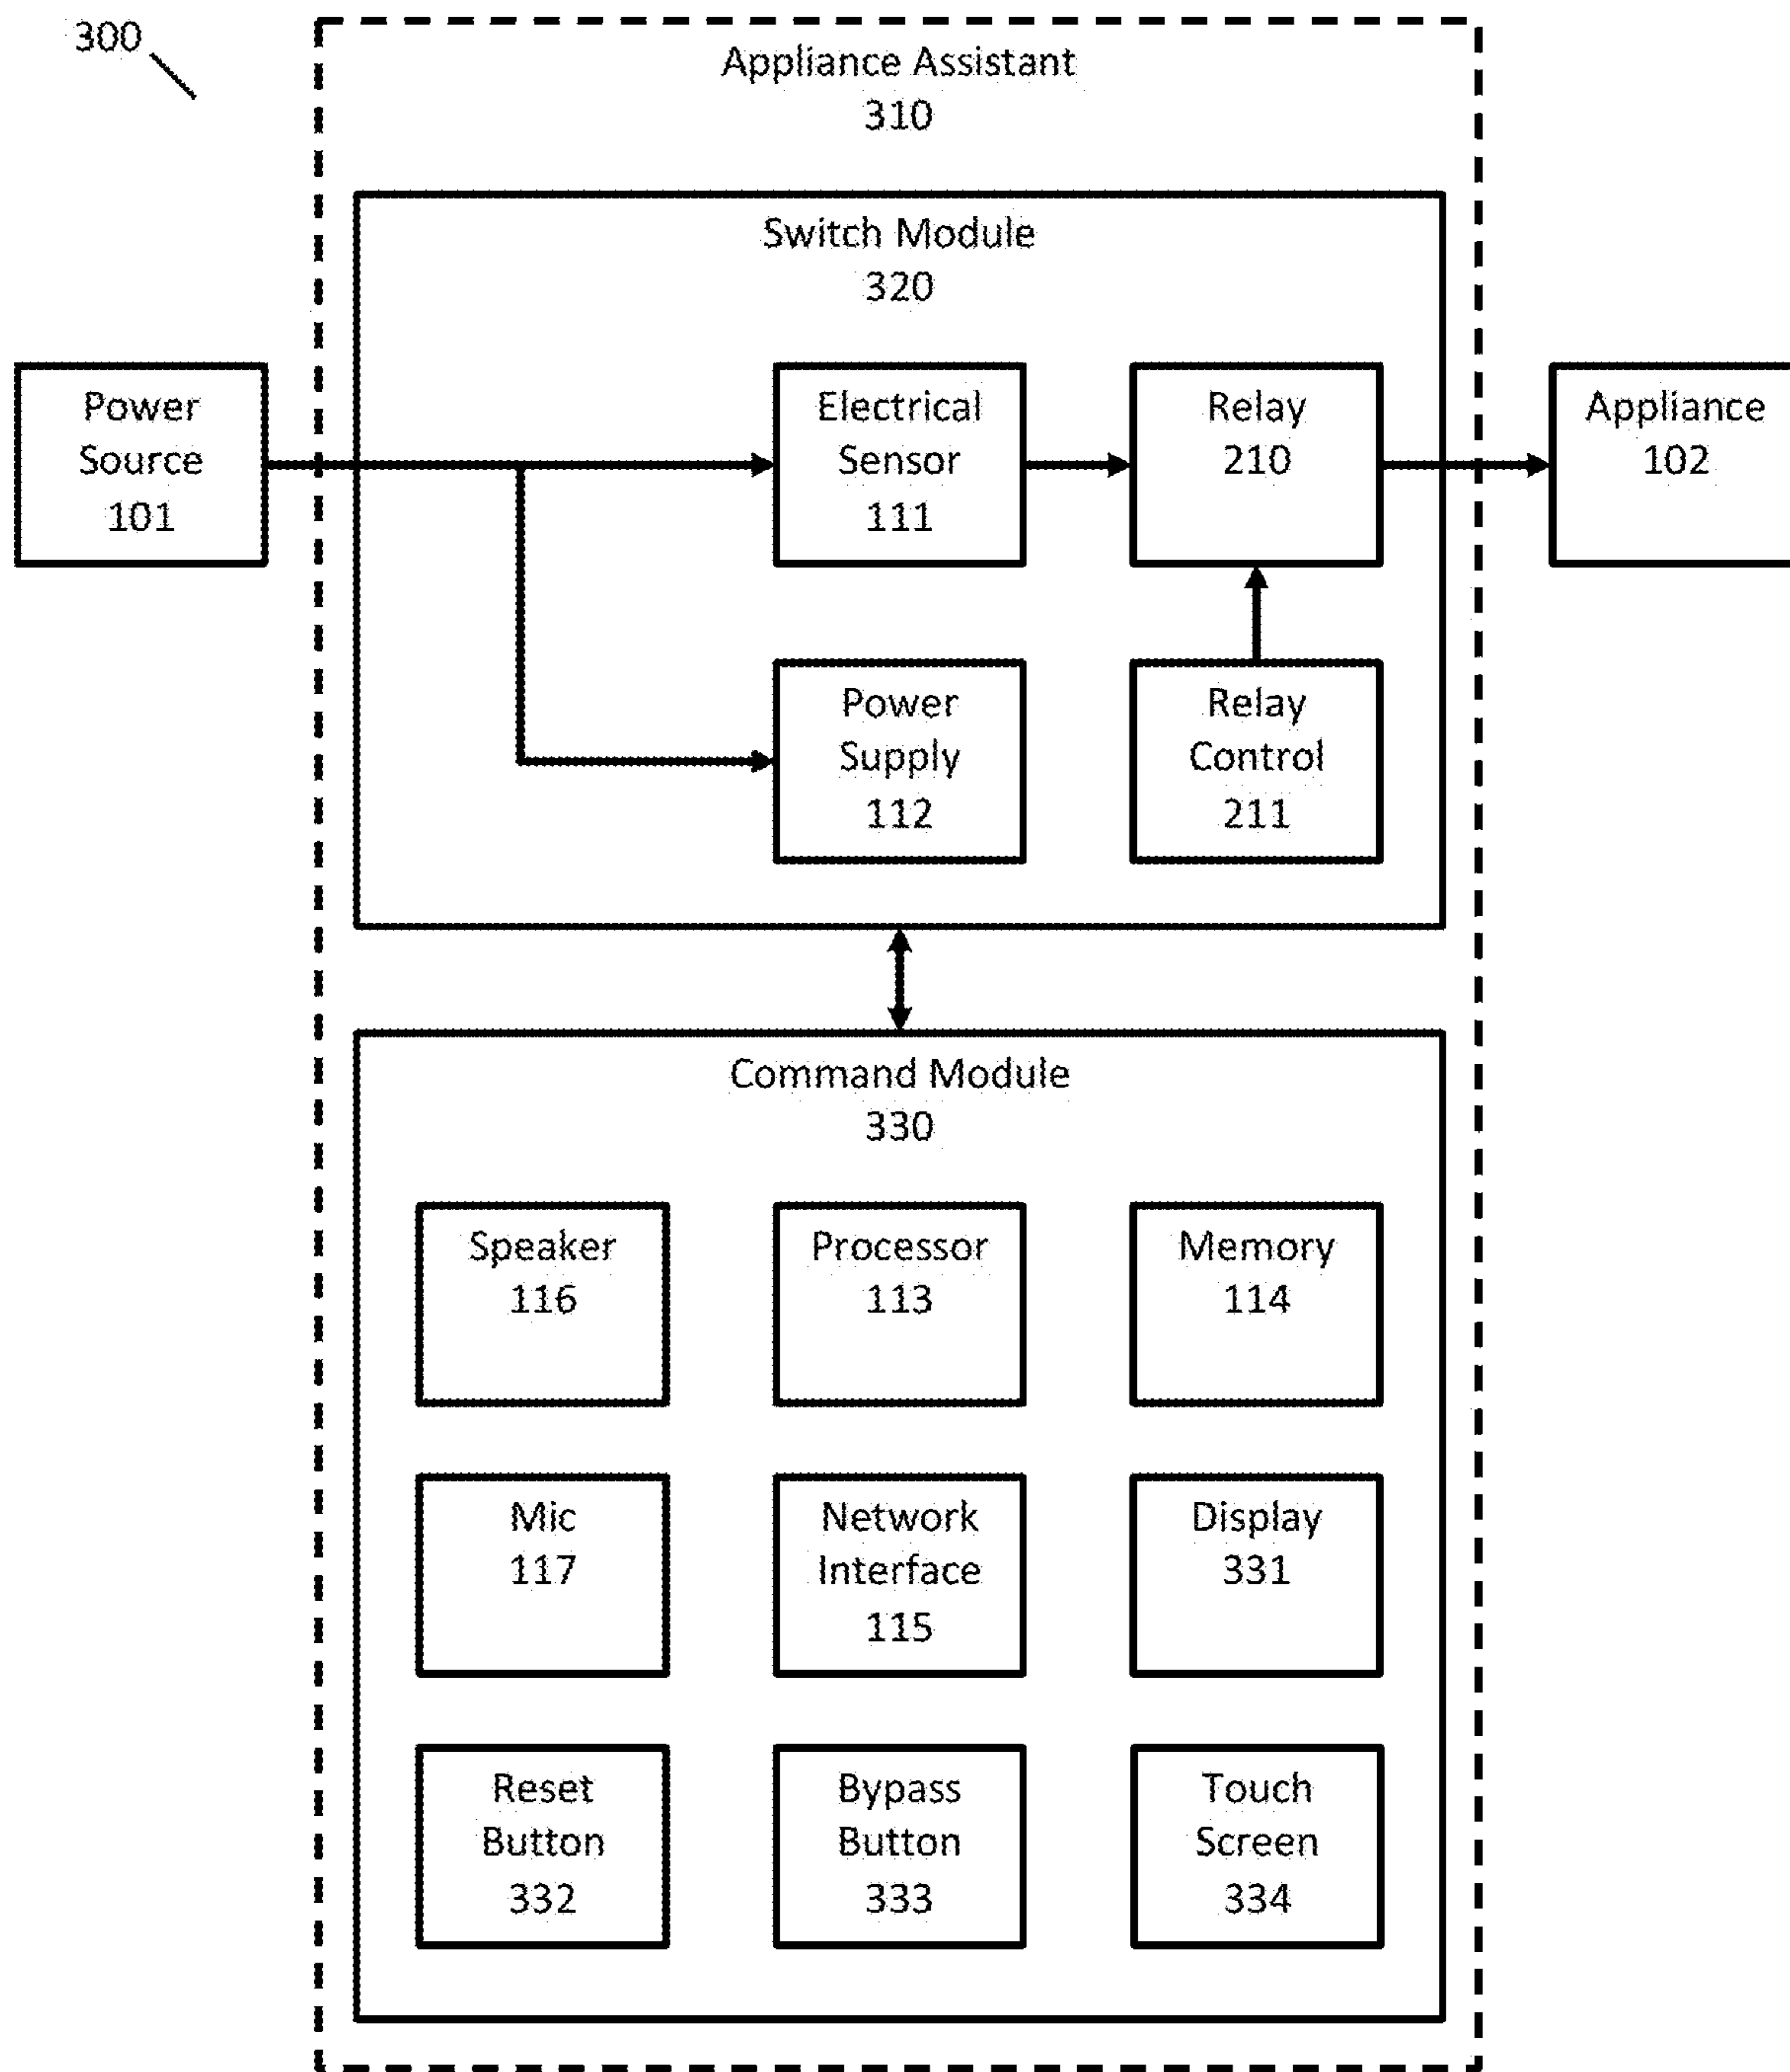 300
Appliance Assistant
310
Switch Module
320
Power
Source
101
Electrical
Sensor
111
Relay
210
Appliance
102
Power
Supply
112
Relay
Control
211
Command Module
330
Speaker
116
Processor
113
Memory
114
Mic
117
Network
Interface
115
Display
331
Reset
Button
332
Bypass
Button
333
Touch
Screen
334